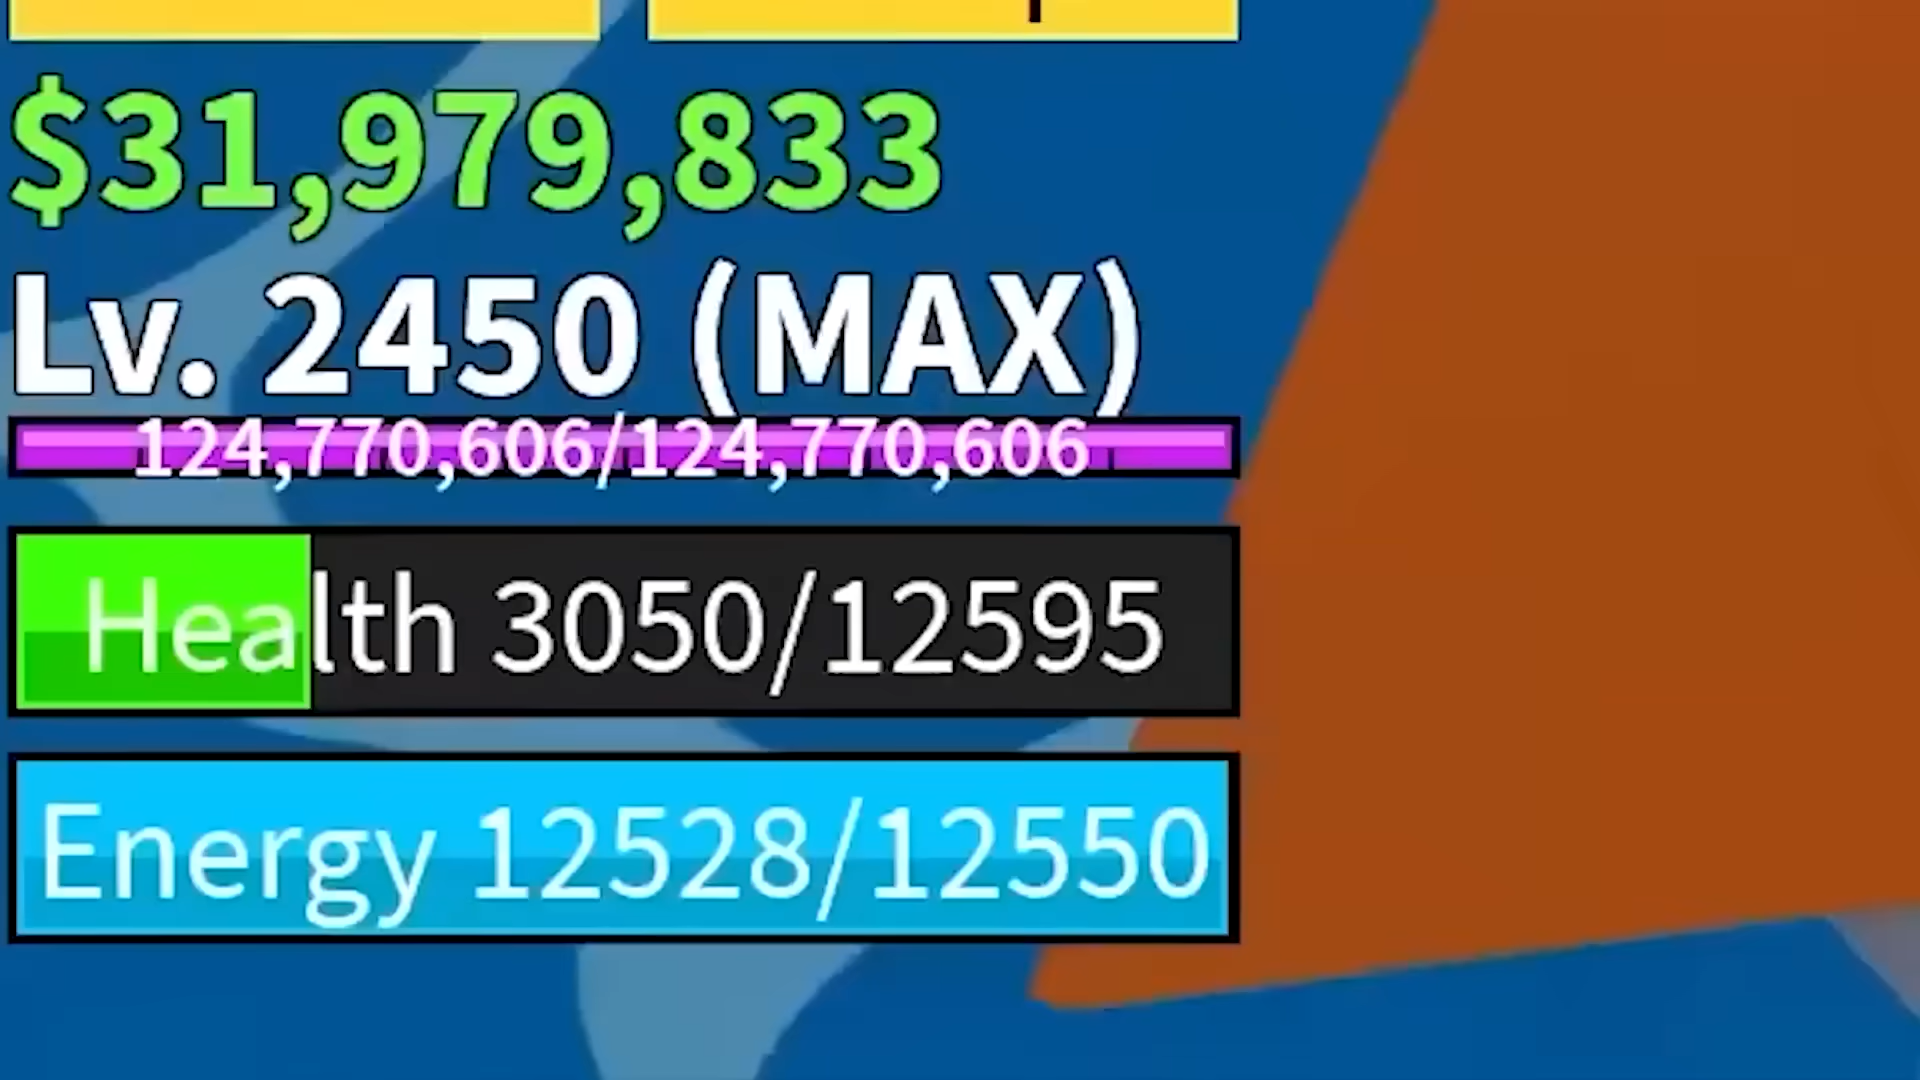 $31,979,833
Lv. 2450 (MAX)
124,770,606/124,770,606
Health 3050/12595
Energy 12528/12550